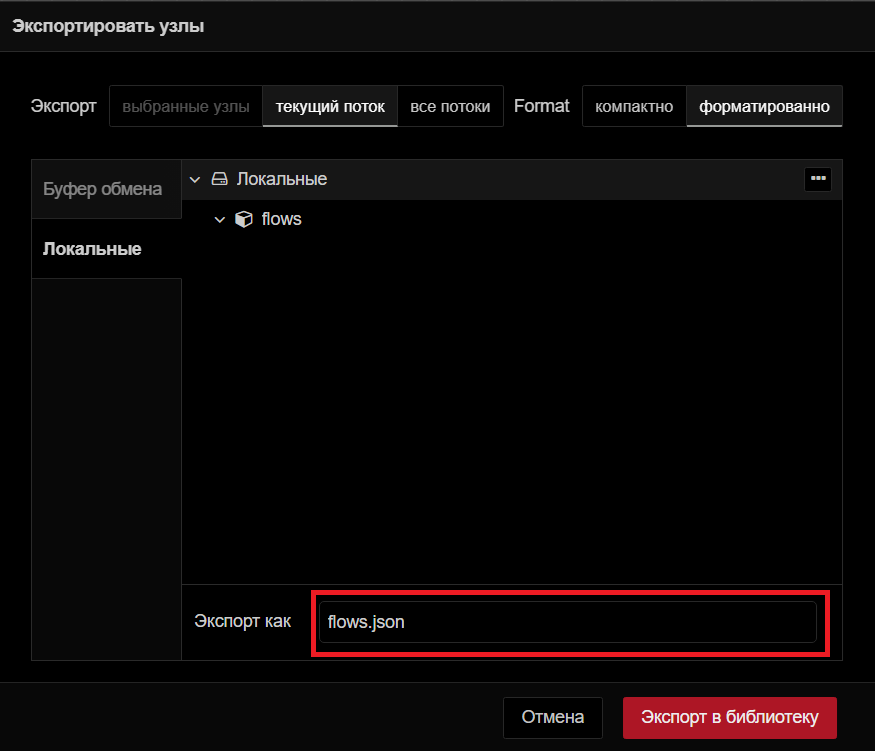 Экспортировать узлы
Экспорт выбранные узлы текущий поток все потоки Format компактно форматированно
Буфер обмена
Локальные
Локальные
flows
Экспорт как flows.json
Отмена Экспорт в библиотеку